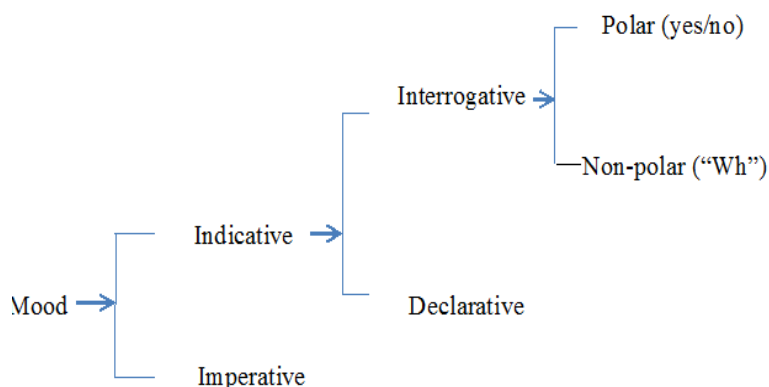 Polar (yes/no)
Interrogative
Non-polar (“Wh”)
Indicative
Mood
Declarative
Imperative